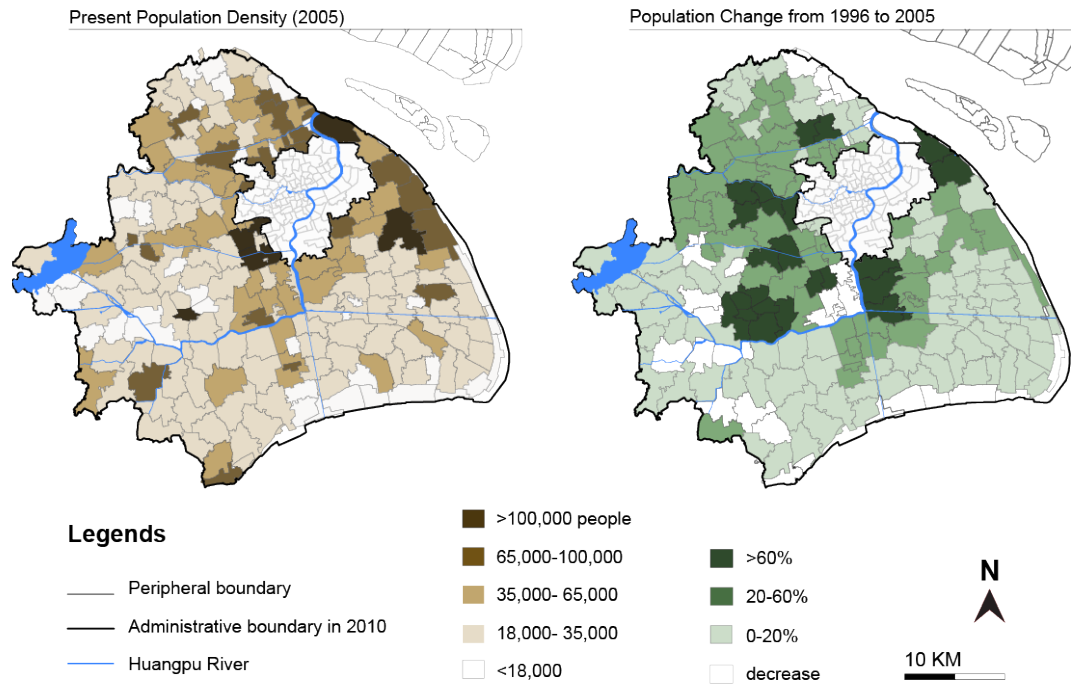 Present Population Density (2005)
Population Change from 1996 to 2005
Legends
Peripheral boundary
Administrative boundary in 2010
Huangpu River
>100,000 people
65,000-100,000
35,000- 65,000
18,000- 35,000
<18,000
>60%
20-60%
0-20%
decrease
N
10 KM